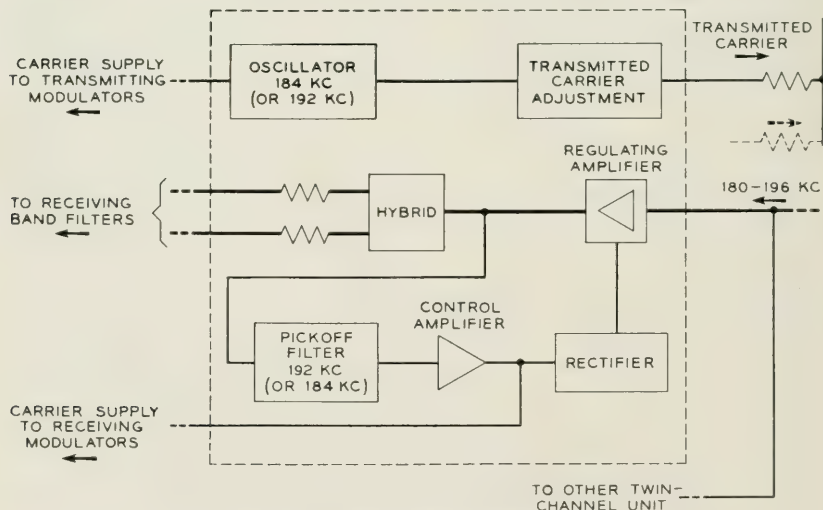 CARRIER SUPPLY
TO TRANSMITTING
MODULATORS
OSCILLATOR
184 KC
(OR 192 KC)
TRANSMITTED
CARRIER
ADJUSTMENT
TRANSMITTED
CARRIER
REGULATING
AMPLIFIER
180-196 KC
TO RECEIVING
BAND FILTERS
HYBRID
PICKOFF
FILTER
192 KC
(OR 184 KC)
CONTROL
AMPLIFIER
RECTIFIER
CARRIER SUPPLY
TO RECEIVING
MODULATORS
TO OTHER TWIN-
CHANNEL UNIT